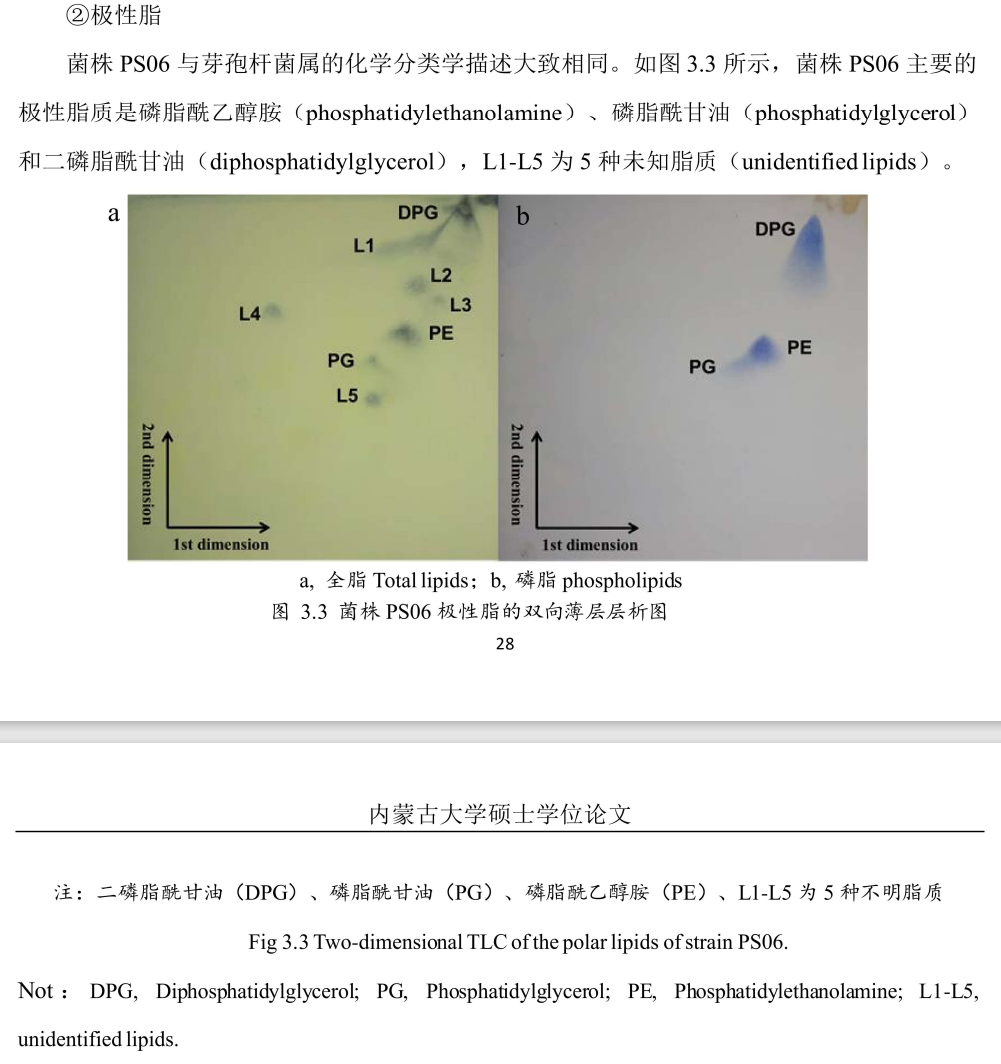 ②极性脂
菌株 PS06 与芽孢杆菌属的化学分类学描述大致相同。如图 3.3 所示，菌株 PS06 主要的
极性脂质是磷脂酰乙醇胺（phosphatidylethanolamine）、磷脂酰甘油（phosphatidylglycerol）
和二磷脂酰甘油（diphosphatidylglycerol），L1-L5 为 5 种未知脂质（unidentified lipids）。
a
DPG
L1
L2
L3
L4
PE
PG
L5
2nd dimension
1st dimension
b
DPG
PE
PG
2nd dimension
1st dimension
a, 全脂 Total lipids；b, 磷脂 phospholipids
图 3.3 菌株 PS06 极性脂的双向薄层层析图
28
内蒙古大学硕士学位论文
注：二磷脂酰甘油（DPG）、磷脂酰甘油（PG）、磷脂酰乙醇胺（PE）、L1-L5 为 5 种不明脂质
Fig 3.3 Two-dimensional TLC of the polar lipids of strain PS06.
Not： DPG, Diphosphatidylglycerol; PG, Phosphatidylglycerol; PE, Phosphatidylethanolamine; L1-L5,
unidentified lipids.